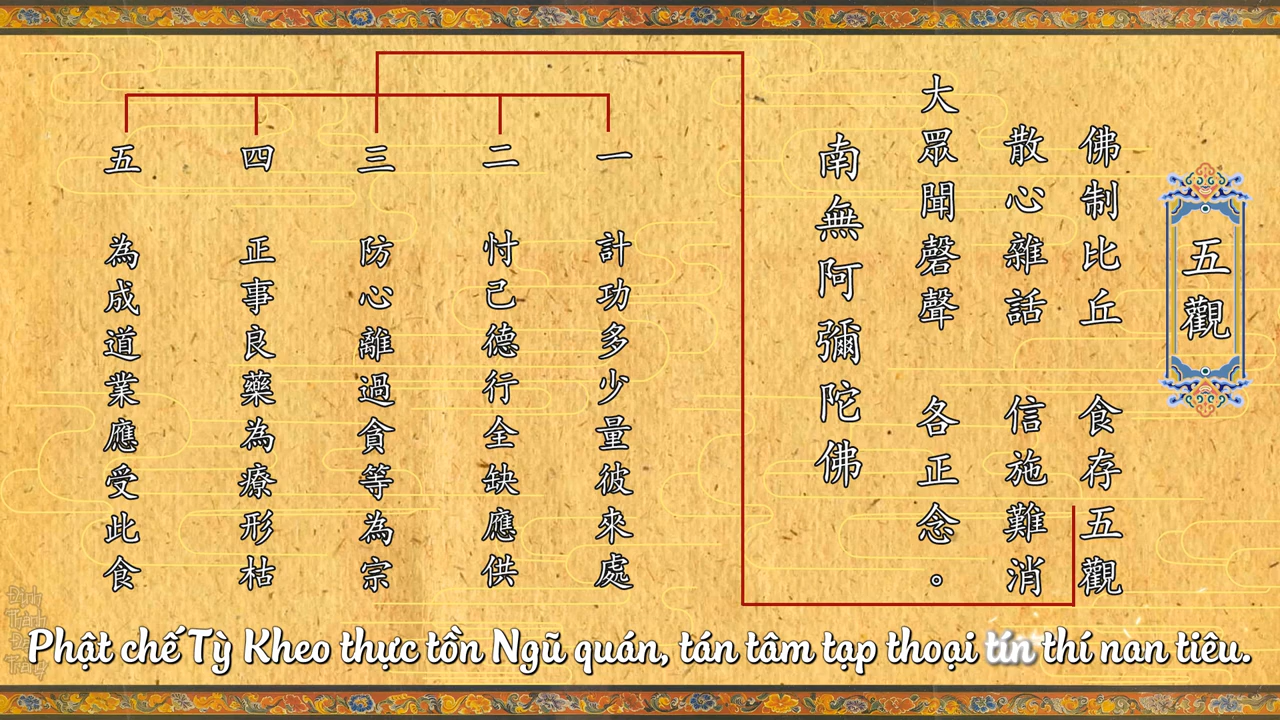 五觀
佛制比丘 食存五觀
散心雜話 信施難消
大眾聞磬聲 各正念。
南無阿彌陀佛
一 計功多少量彼來處
二 忖己德行全缺應供
三 防心離過貪等為宗
四 正事良藥為療形枯
五 為成道業應受此食
Phật chế Tỳ Kheo thực tồn Ngũ quán, tán tâm tạp thoại tín thí nan tiêu.